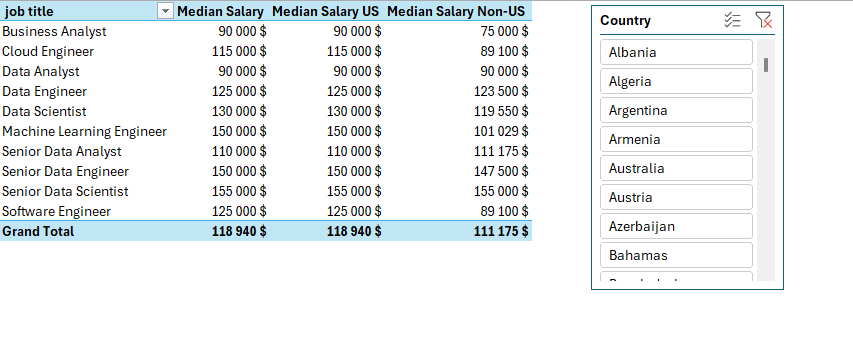 job title Median Salary Median Salary US Median Salary Non-US
Business Analyst 90 000 $ 90 000 $ 75 000 $
Cloud Engineer 115 000 $ 115 000 $ 89 100 $
Data Analyst 90 000 $ 90 000 $ 90 000 $
Data Engineer 125 000 $ 125 000 $ 123 500 $
Data Scientist 130 000 $ 130 000 $ 119 550 $
Machine Learning Engineer 150 000 $ 150 000 $ 101 029 $
Senior Data Analyst 110 000 $ 110 000 $ 111 175 $
Senior Data Engineer 150 000 $ 150 000 $ 147 500 $
Senior Data Scientist 155 000 $ 155 000 $ 155 000 $
Software Engineer 125 000 $ 125 000 $ 89 100 $
Grand Total 118 940 $ 118 940 $ 111 175 $
Country
Albania
Algeria
Argentina
Armenia
Australia
Austria
Azerbaijan
Bahamas